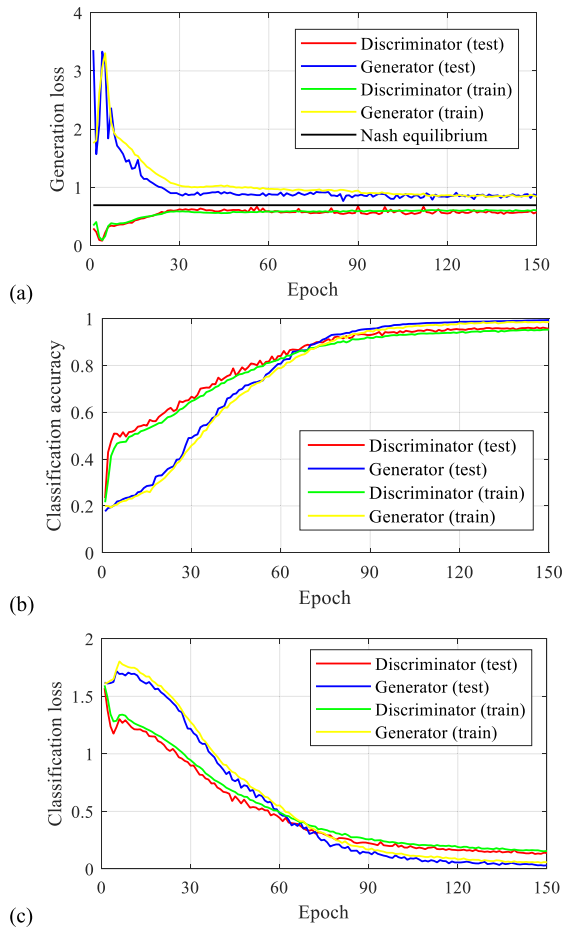 4
3
2
1
0
Generation loss
Discriminator (test)
Generator (test)
Discriminator (train)
Generator (train)
Nash equilibrium
0 30 60 90 120 150
Epoch
(a)
1
0.8
0.6
0.4
0.2
0
Classification accuracy
Discriminator (test)
Generator (test)
Discriminator (train)
Generator (train)
0 30 60 90 120 150
Epoch
(b)
2
1.5
1
0.5
0
Classification loss
Discriminator (test)
Generator (test)
Discriminator (train)
Generator (train)
0 30 60 90 120 150
Epoch
(c)